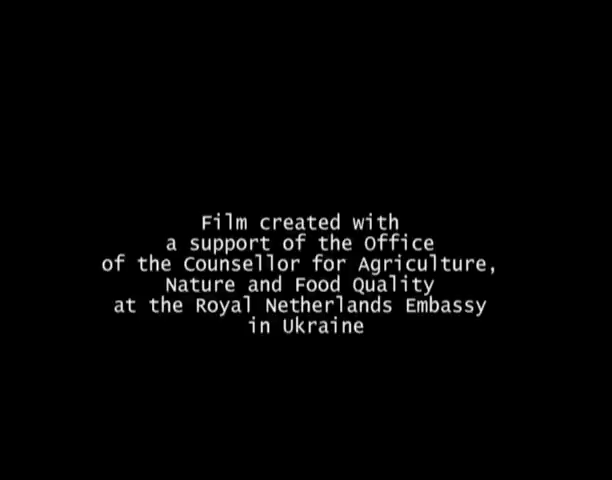 Film created with
a support of the Office
of the Counsellor for Agriculture,
Nature and Food Quality
at the Royal Netherlands Embassy
in Ukraine